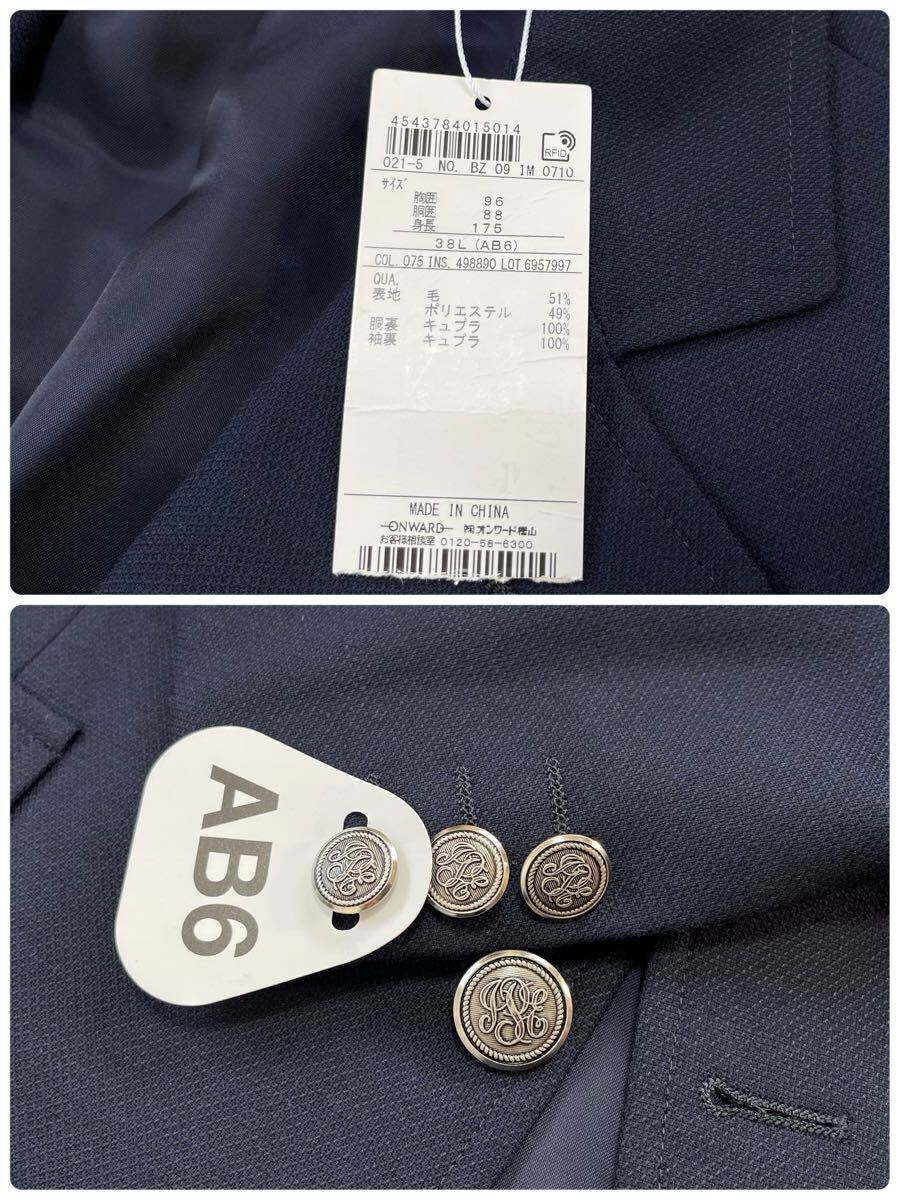 4543784015014
RFID
021-5 NO. BZ 09 IM 0710
サイズ
胸囲 96
胴囲 88
身長 175
38L (AB6)
COL. 075 INS. 498890 LOT 6957997
QUA.
表地 毛 51%
ポリエステル 49%
胴裏 キュプラ 100%
袖裏 キュプラ 100%
MADE IN CHINA
ONWARD ㈱オンワード樫山
お客様相談室 0120-58-6300
AB6